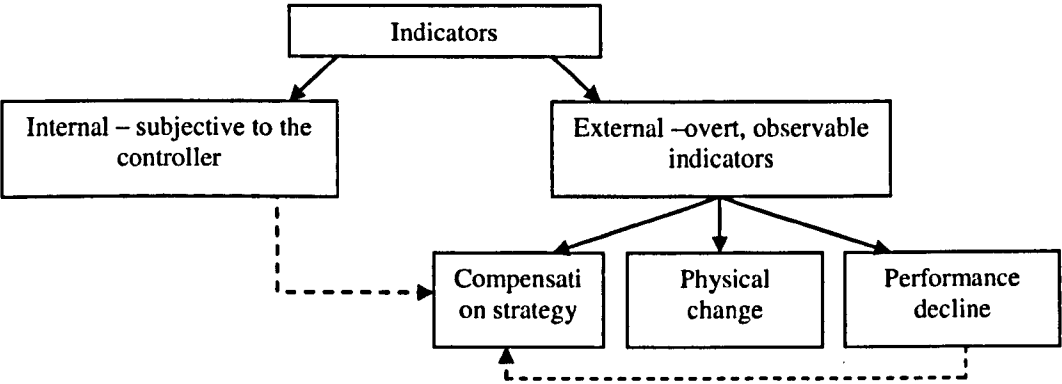 Indicators
Internal – subjective to the
controller
External –overt, observable
indicators
Compensati
on strategy
Physical
change
Performance
decline